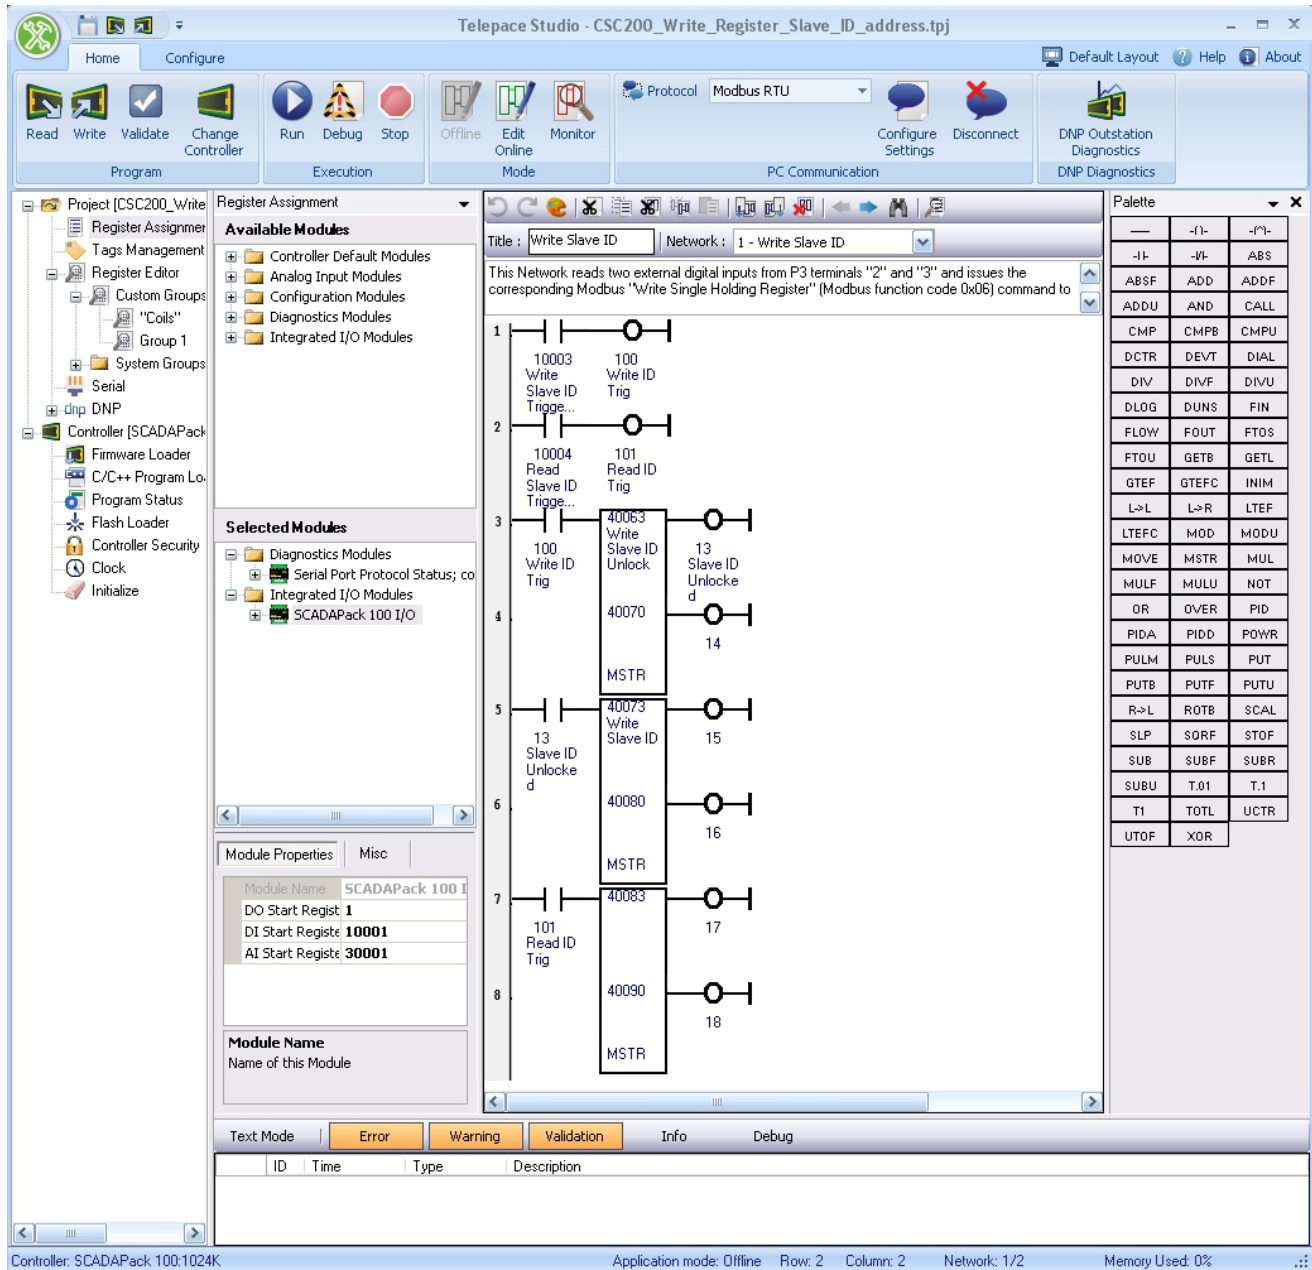 Telepace Studio - CSC200_Write_Register_Slave_ID_address.tpj
Home Configure Default Layout Help About
Protocol Modbus RTU
Read Write Validate Change Controller Run Debug Stop Offline Edit Online Monitor Configure Settings Disconnect DNP Outstation Diagnostics
Program Execution Mode PC Communication DNP Diagnostics
Project [CSC200_Write
Register Assignmer
Tags Management
Register Editor
Custom Groups
"Coils"
Group 1
System Groups
Serial
dnp DNP
Controller [SCADAPack
Firmware Loader
C/C++ Program Lo
Program Status
Flash Loader
Controller Security
Clock
Initialize
Register Assignment
Available Modules
Controller Default Modules
Analog Input Modules
Configuration Modules
Diagnostics Modules
Integrated I/O Modules
Selected Modules
Diagnostics Modules
Serial Port Protocol Status; co
Integrated I/O Modules
SCADAPack 100 I/O
Module Properties Misc
Module Name SCADAPack 100 I
DO Start Regist 1
DI Start Registe 10001
AI Start Registe 30001
Module Name
Name of this Module
Title : Write Slave ID Network : 1 - Write Slave ID
This Network reads two external digital inputs from P3 terminals "2" and "3" and issues the
corresponding Modbus "Write Single Holding Register" (Modbus function code 0x06) command to
1
10003 100
Write Write ID
Slave ID Trig
Trigge...
2
10004 101
Read Read ID
Slave ID Trig
Trigge...
3 40063
Write
100 Slave ID 13
Write ID Unlock Slave ID
Trig Unlocke
d
4 40070
14
MSTR
5 40073
Write
13 Slave ID 15
Slave ID
Unlocke
d
6 40080
16
MSTR
7 40083
101 17
Read ID
Trig
8 40090
18
MSTR
Palette
-( )- -(^)-
-| |- -|/|- ABS
ABSF ADD ADDF
ADDU AND CALL
CMP CMPB CMPU
DCTR DEVT DIAL
DIV DIVF DIVU
DLOG DUNS FIN
FLOW FOUT FTOS
FTOU GETB GETL
GTEF GTEFC INIM
L->L L->R LTEF
LTEFC MOD MODU
MOVE MSTR MUL
MULF MULU NOT
OR OVER PID
PIDA PIDD POWR
PULM PULS PUT
PUTB PUTF PUTU
R->L ROTB SCAL
SLP SQRF STOF
SUB SUBF SUBR
SUBU T.01 T.1
T1 TOTL UCTR
UTOF XOR
Text Mode Error Warning Validation Info Debug
ID Time Type Description
Controller: SCADAPack 100:1024K Application mode: Offline Row: 2 Column: 2 Network: 1/2 Memory Used: 0%